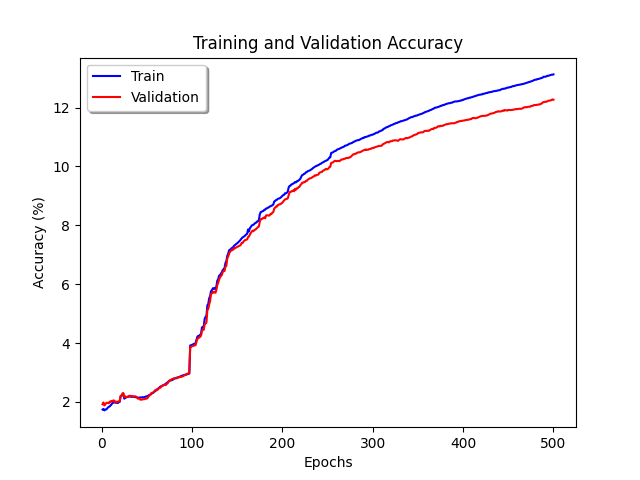 Training and Validation Accuracy
Train
Validation
Accuracy (%)
12
10
8
6
4
2
0
100
200
300
400
500
Epochs